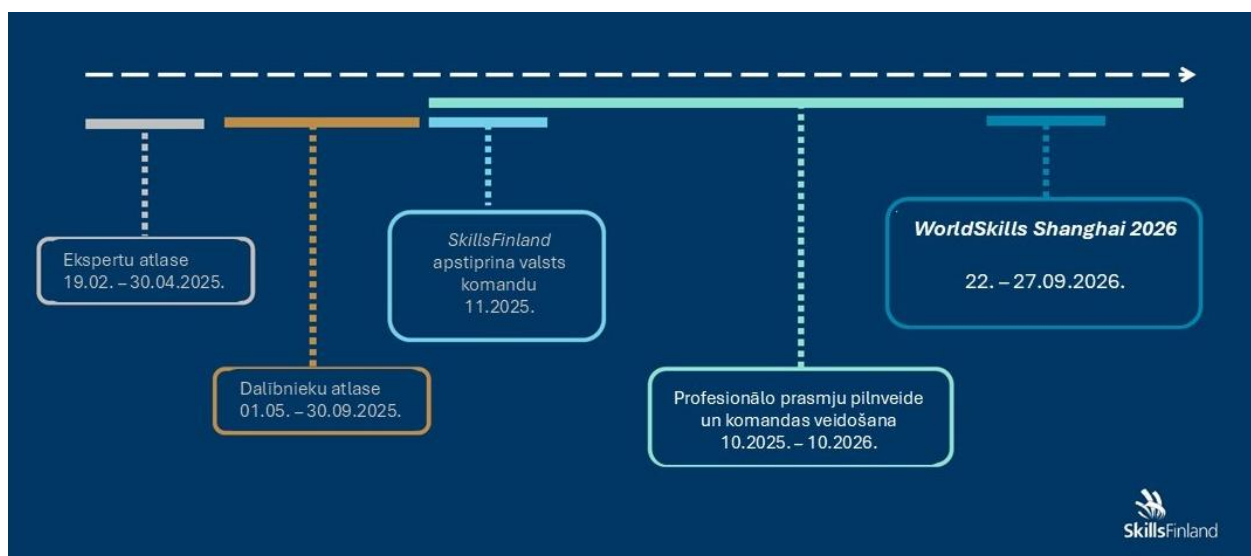 Ekspertu atlase
19.02. – 30.04.2025.
Dalībnieku atlase
01.05. – 30.09.2025.
SkillsFinland
apstiprina valsts
komandu
11.2025.
Profesionālo prasmju pilnveide
un komandas veidošana
10.2025. – 10.2026.
WorldSkills Shanghai 2026
22. – 27.09.2026.
SkillsFinland